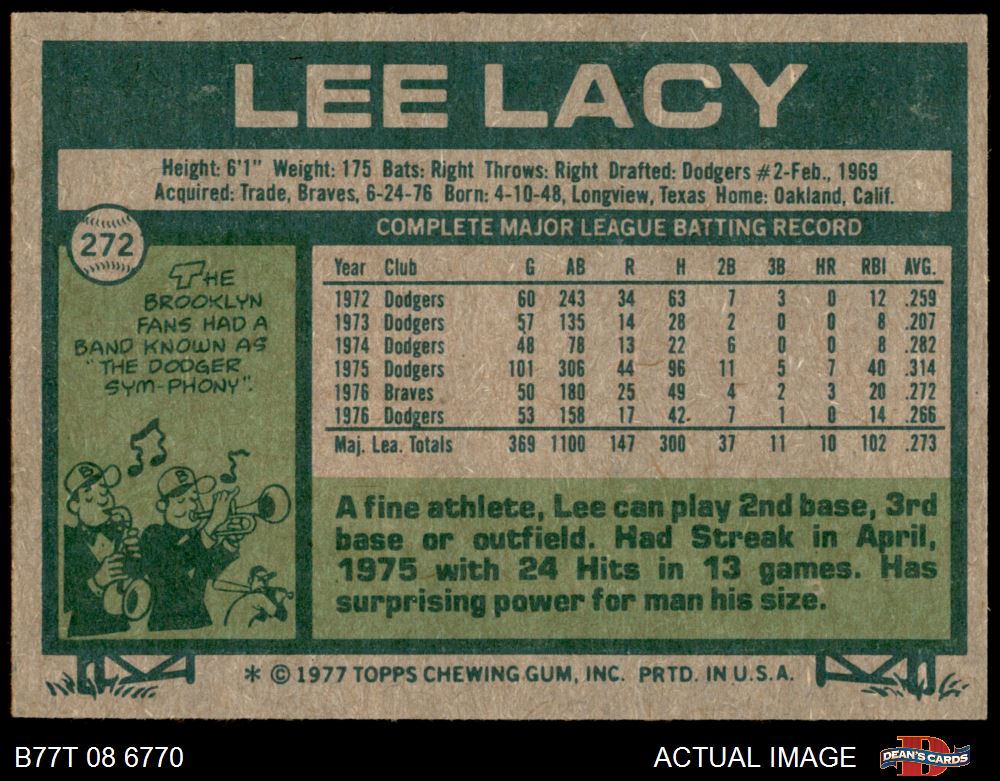 LEE LACY
Height: 6'1" Weight: 175 Bats: Right Throws: Right Drafted: Dodgers #2-Feb., 1969
Acquired: Trade, Braves, 6-24-76 Born: 4-10-48, Longview, Texas Home: Oakland, Calif.
272
THE
BROOKLYN
FANS HAD A
BAND KNOWN AS
"THE DODGER
SYM-PHONY".
B
B
COMPLETE MAJOR LEAGUE BATTING RECORD
Year Club G AB R H 2B 3B HR RBI AVG.
1972 Dodgers 60 243 34 63 7 3 0 12 .259
1973 Dodgers 57 135 14 28 2 0 0 8 .207
1974 Dodgers 48 78 13 22 6 0 0 8 .282
1975 Dodgers 101 306 44 96 11 5 7 40 .314
1976 Braves 50 180 25 49 4 2 3 20 .272
1976 Dodgers 53 158 17 42 7 1 0 14 .266
Maj. Lea. Totals 369 1100 147 300 37 11 10 102 .273
A fine athlete, Lee can play 2nd base, 3rd
base or outfield. Had Streak in April,
1975 with 24 Hits in 13 games. Has
surprising power for man his size.
* © 1977 TOPPS CHEWING GUM, INC. PRTD. IN U.S.A.
B77T 08 6770
ACTUAL IMAGE
D
DEAN'S CARDS